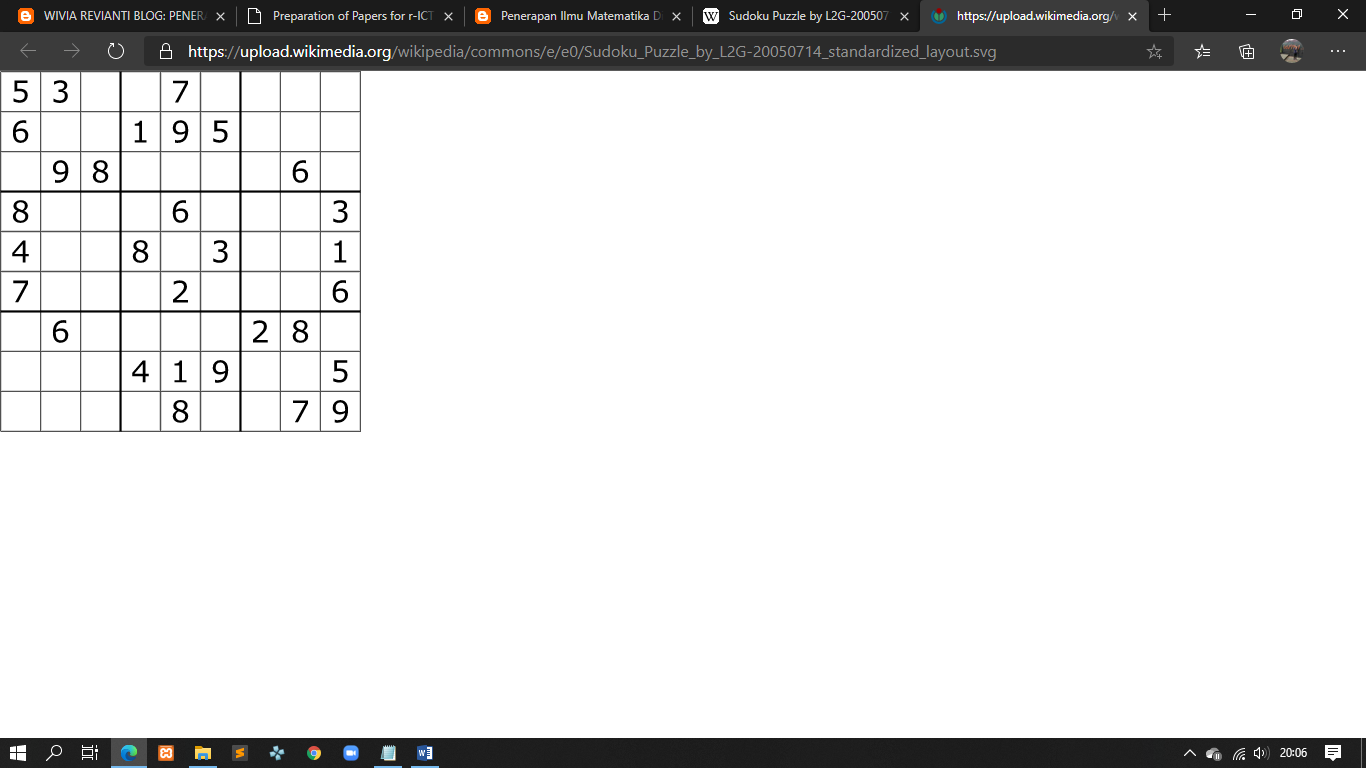 WIVIA REVIANTI BLOG: PENER
Preparation of Papers for r-ICT
Penerapan Ilmu Matematika D
Sudoku Puzzle by L2G-200507
https://upload.wikimedia.org/w
https://upload.wikimedia.org/wikipedia/commons/e/e0/Sudoku_Puzzle_by_L2G-20050714_standardized_layout.svg
5 3 7
6 1 9 5
9 8 6
8 6 3
4 8 3 1
7 2 6
6 2 8
4 1 9 5
8 7 9
20:06